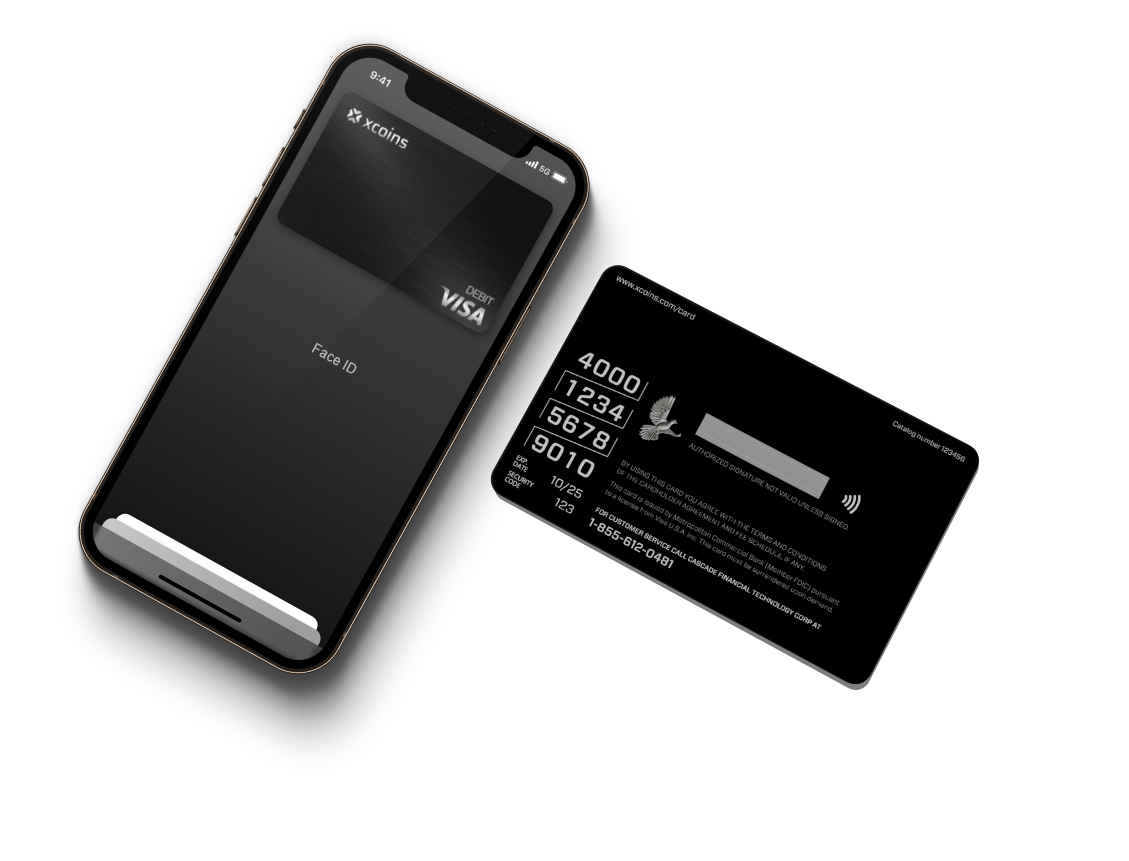 9:41
5G
xcoins
DEBIT
VISA
Face ID
www.xcoins.com/card
Catalog number 123456
4000
1234
5678
9010
AUTHORIZED SIGNATURE NOT VALID UNLESS SIGNED.
EXP
DATE
10/25
SECURITY
CODE
123
BY USING THIS CARD YOU AGREE WITH THE TERMS AND CONDITIONS
OF THE CARDHOLDER AGREEMENT AND FEE SCHEDULE, IF ANY.
This card is issued by Metropolitan Commercial Bank (Member FDIC) pursuant
to a license from Visa U.S.A. Inc. This card must be surrendered upon demand.
FOR CUSTOMER SERVICE CALL CASCADE FINANCIAL TECHNOLOGY CORP AT
1-855-612-0481